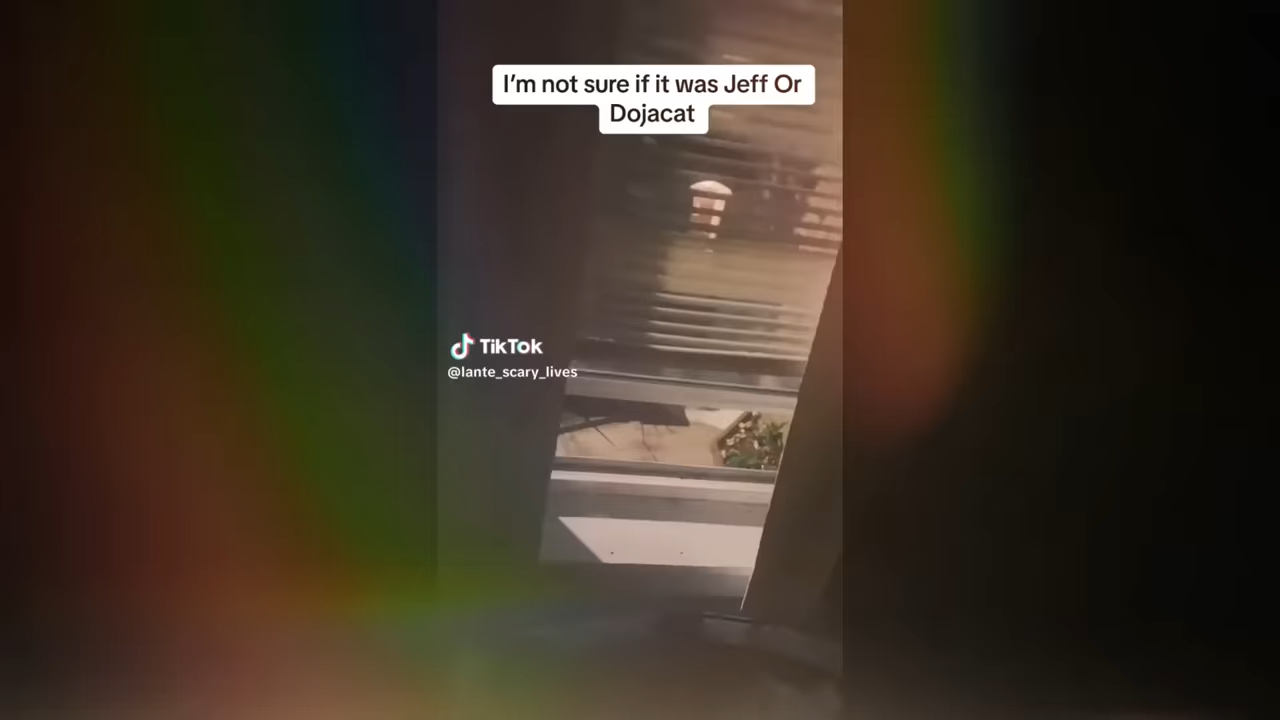 I'm not sure if it was Jeff Or
Dojacat
TikTok
@lante_scary_lives